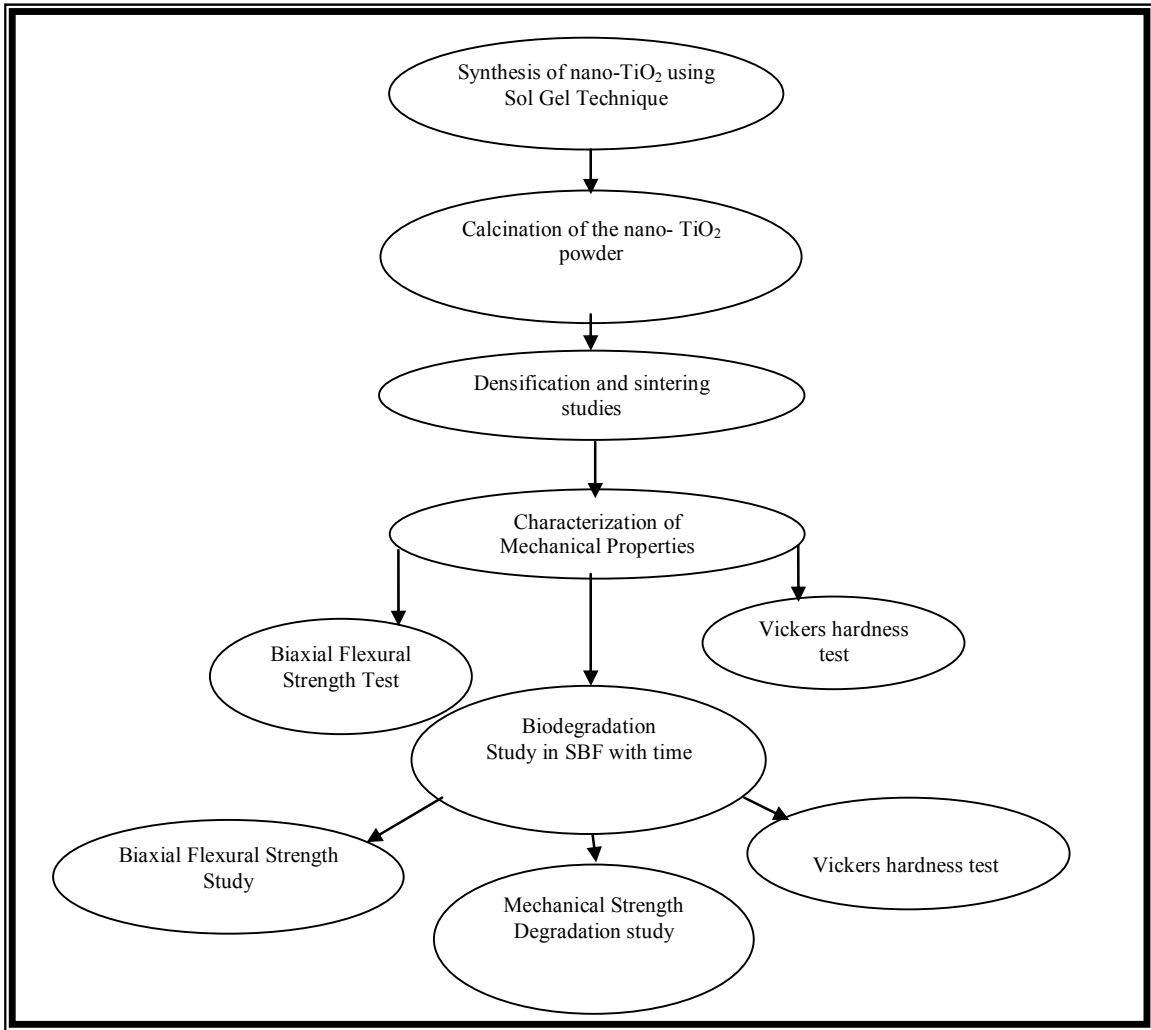 Synthesis of nano-TiO₂ using
Sol Gel Technique
Calcination of the nano- TiO₂
powder
Densification and sintering
studies
Characterization of
Mechanical Properties
Biaxial Flexural
Strength Test
Vickers hardness
test
Biodegradation
Study in SBF with time
Biaxial Flexural Strength
Study
Mechanical Strength
Degradation study
Vickers hardness test